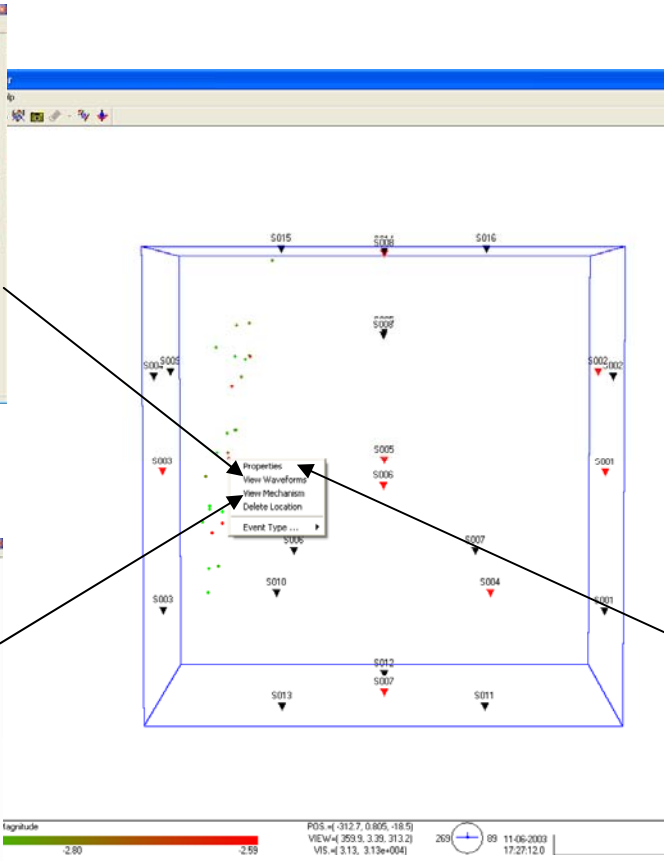 S015
S008
S016
S008
S009
S002
S002
S003
S005
S001
S006
Properties
View Waveforms
View Mechanism
Delete Location
Event Type ...
S006
S007
S010
S004
S003
S001
S012
S007
S013
S011
Magnitude
-2.80
-2.59
POS.=( -312.7, 0.805, -18.5)
VIEW=( 359.9, 3.39, 313.2)
VIS.=( 3.13, 3.13e+004)
269
89
11-06-2003
17:27:12.0